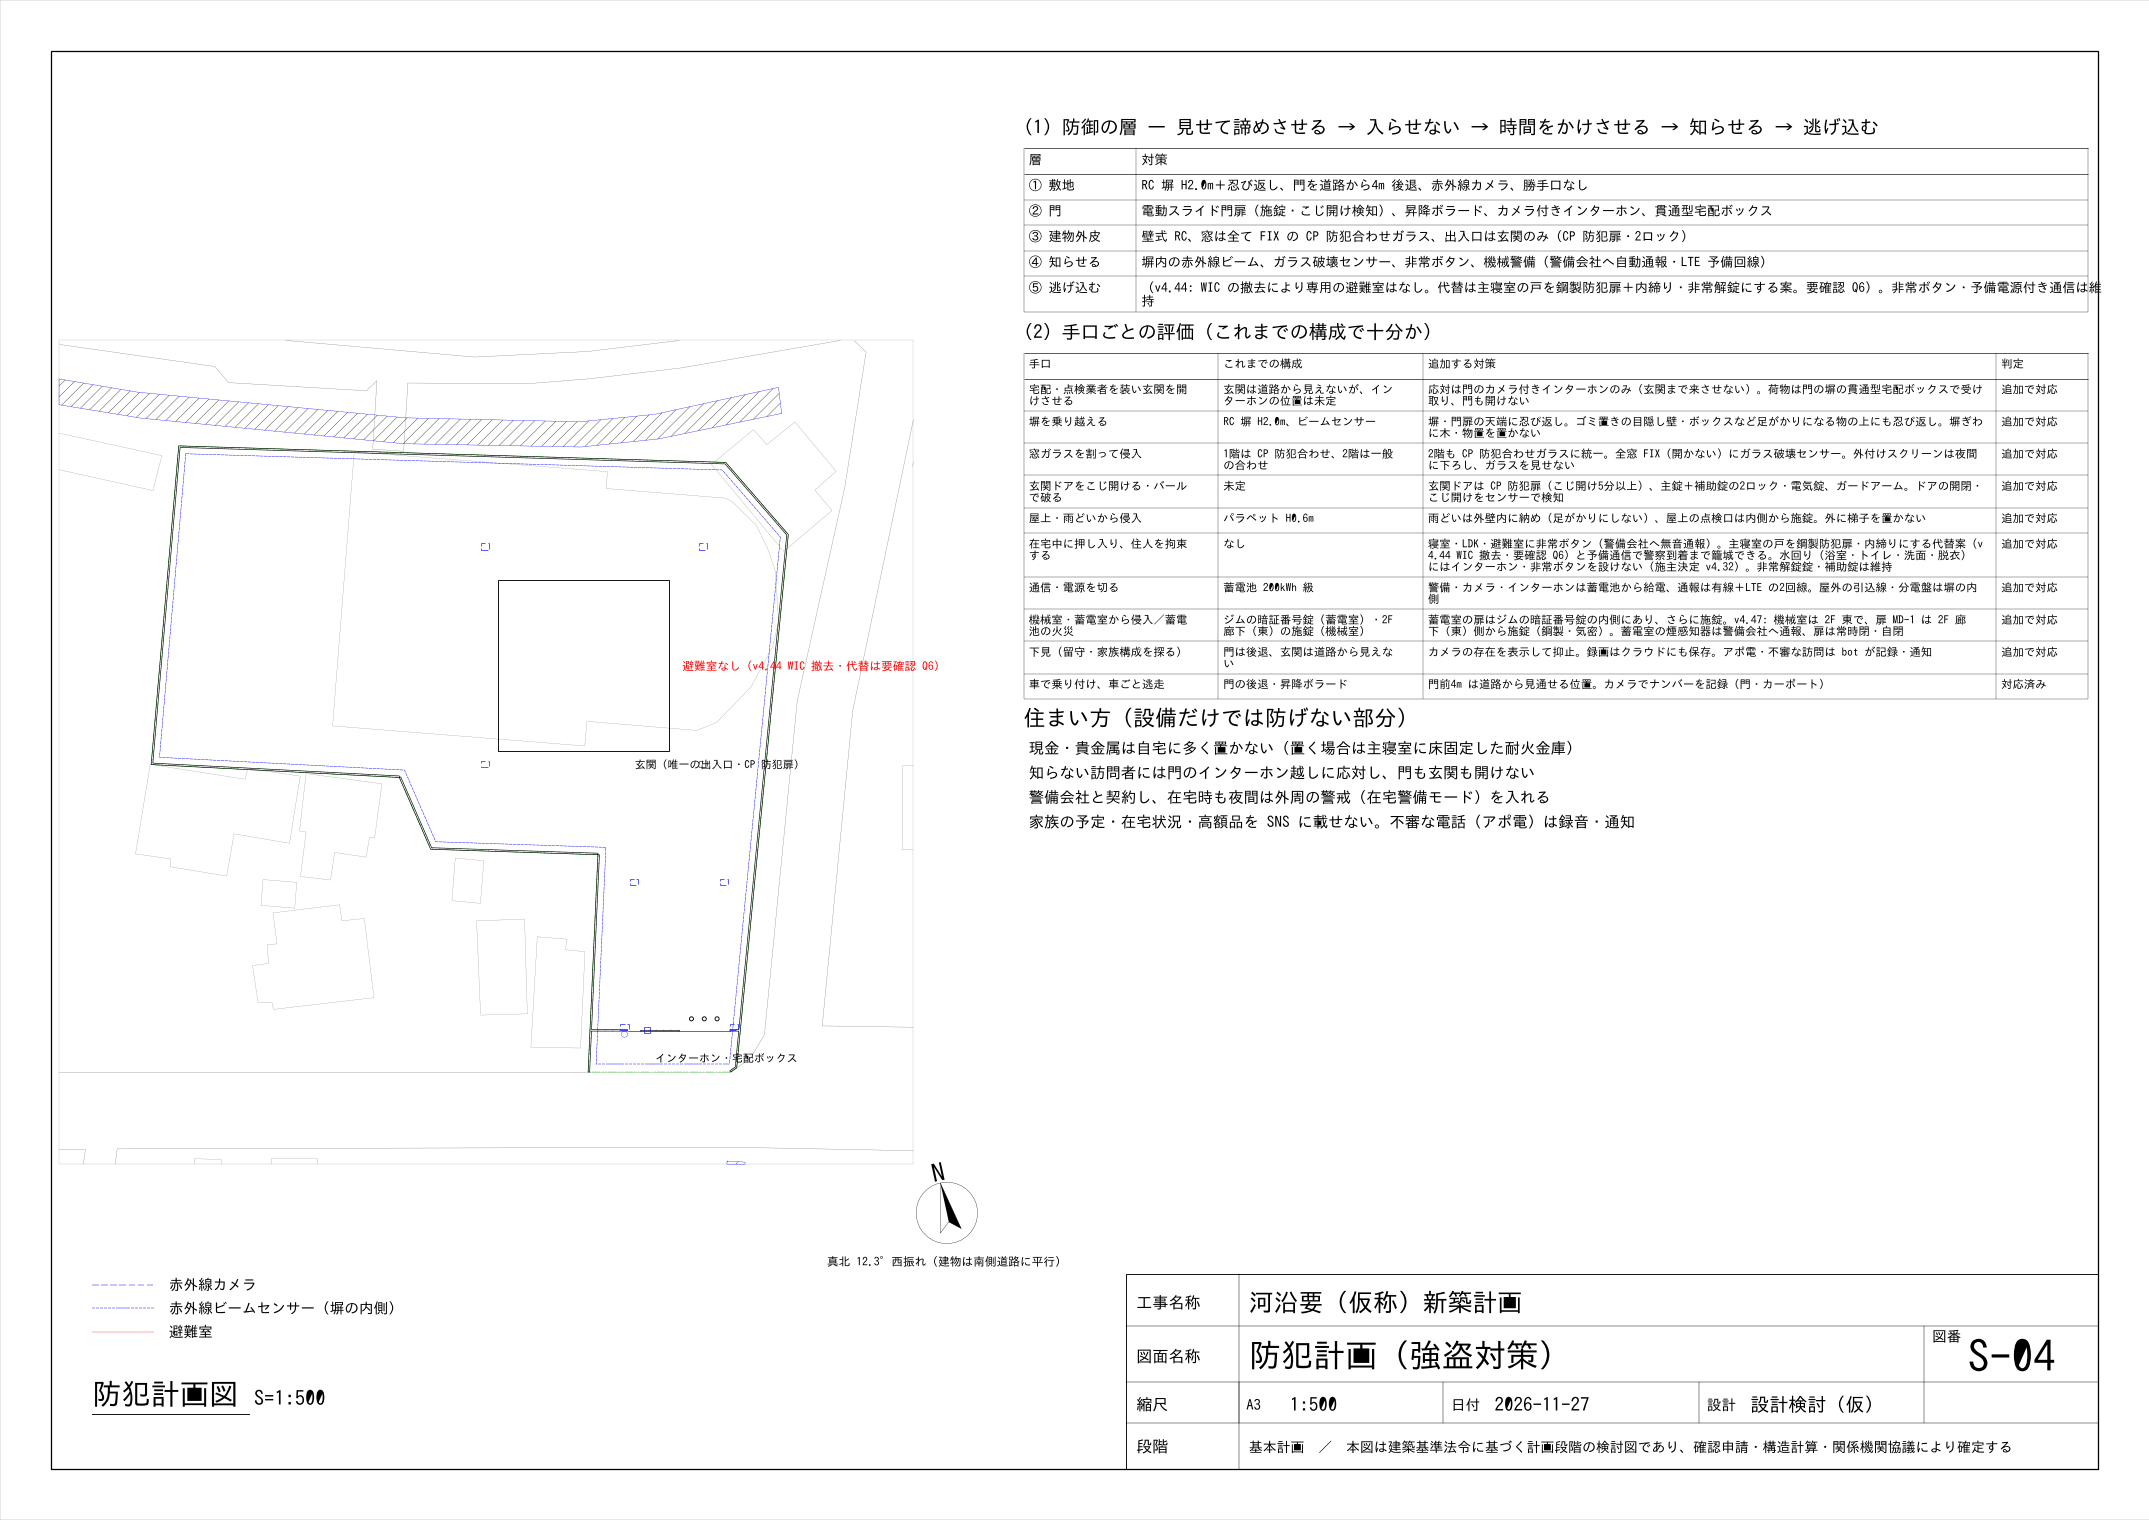 (1) 防御の層 — 見せて諦めさせる → 入らせない → 時間をかけさせる → 知らせる → 逃げ込む
層 対策
① 敷地 RC 塀 H2.0m＋忍び返し、門を道路から4m 後退、赤外線カメラ、勝手口なし
② 門 電動スライド門扉（施錠・こじ開け検知）、昇降ボラード、カメラ付きインターホン、貫通型宅配ボックス
③ 建物外皮 壁式 RC、窓は全て FIX の CP 防犯合わせガラス、出入口は玄関のみ（CP 防犯扉・2ロック）
④ 知らせる 塀内の赤外線ビーム、ガラス破壊センサー、非常ボタン、機械警備（警備会社へ自動通報・LTE 予備回線）
⑤ 逃げ込む （v4.44: WIC の撤去により専用の避難室はなし。代替は主寝室の戸を鋼製防犯扉＋内締り・非常解錠にする案。要確認 Q6）。非常ボタン・予備電源付き通信は維
持
(2) 手口ごとの評価（これまでの構成で十分か）
手口 これまでの構成 追加する対策 判定
宅配・点検業者を装い玄関を開 玄関は道路から見えないが、イン 応対は門のカメラ付きインターホンのみ（玄関まで来させない）。荷物は門の塀の貫通型宅配ボックスで受け 追加で対応
けさせる ターホンの位置は未定 取り、門も開けない
塀を乗り越える RC 塀 H2.0m、ビームセンサー 塀・門扉の天端に忍び返し。ゴミ置きの目隠し壁・ボックスなど足がかりになる物の上にも忍び返し。塀ぎわ 追加で対応
に木・物置を置かない
窓ガラスを割って侵入 1階は CP 防犯合わせ、2階は一般 2階も CP 防犯合わせガラスに統一。全窓 FIX（開かない）にガラス破壊センサー。外付けスクリーンは夜間 追加で対応
の合わせ に下ろし、ガラスを見せない
玄関ドアをこじ開ける・バール 未定 玄関ドアは CP 防犯扉（こじ開け5分以上）、主錠＋補助錠の2ロック・電気錠、ガードアーム。ドアの開閉・ 追加で対応
で破る こじ開けをセンサーで検知
屋上・雨どいから侵入 パラペット H0.6m 雨どいは外壁内に納め（足がかりにしない）、屋上の点検口は内側から施錠。外に梯子を置かない 追加で対応
在宅中に押し入り、住人を拘束 なし 寝室・LDK・避難室に非常ボタン（警備会社へ無音通報）。主寝室の戸を鋼製防犯扉・内締りにする代替案（v 追加で対応
する 4.44 WIC 撤去・要確認 Q6）と予備通信で警察到着まで籠城できる。水回り（浴室・トイレ・洗面・脱衣）
にはインターホン・非常ボタンを設けない（施主決定 v4.32）。非常解錠錠・補助錠は維持
通信・電源を切る 蓄電池 200kWh 級 警備・カメラ・インターホンは蓄電池から給電、通報は有線＋LTE の2回線。屋外の引込線・分電盤は塀の内 追加で対応
側
機械室・蓄電室から侵入／蓄電 ジムの暗証番号錠（蓄電室）・2F 蓄電室の扉はジムの暗証番号錠の内側にあり、さらに施錠。v4.47: 機械室は 2F 東で、扉 MD-1 は 2F 廊 追加で対応
池の火災 廊下（東）の施錠（機械室） 下（東）側から施錠（鋼製・気密）。蓄電室の煙感知器は警備会社へ通報、扉は常時閉・自閉
下見（留守・家族構成を探る） 門は後退、玄関は道路から見えな カメラの存在を表示して抑止。録画はクラウドにも保存。アポ電・不審な訪問は bot が記録・通知 追加で対応
い
車で乗り付け、車ごと逃走 門の後退・昇降ボラード 門前4m は道路から見通せる位置。カメラでナンバーを記録（門・カーポート） 対応済み
住まい方（設備だけでは防げない部分）
現金・貴金属は自宅に多く置かない（置く場合は主寝室に床固定した耐火金庫）
知らない訪問者には門のインターホン越しに応対し、門も玄関も開けない
警備会社と契約し、在宅時も夜間は外周の警戒（在宅警備モード）を入れる
家族の予定・在宅状況・高額品を SNS に載せない。不審な電話（アポ電）は録音・通知
避難室なし（v4.44 WIC 撤去・代替は要確認 Q6）
玄関（唯一の出入口・CP 防犯扉）
インターホン・宅配ボックス
N
真北 12.3° 西振れ（建物は南側道路に平行）
赤外線カメラ
赤外線ビームセンサー（塀の内側）
避難室
防犯計画図 S=1:500
工事名称 河沿要（仮称）新築計画
図面名称 防犯計画（強盗対策） 図番 S-04
縮尺 A3 1:500 日付 2026-11-27 設計 設計検討（仮）
段階 基本計画 ／ 本図は建築基準法令に基づく計画段階の検討図であり、確認申請・構造計算・関係機関協議により確定する